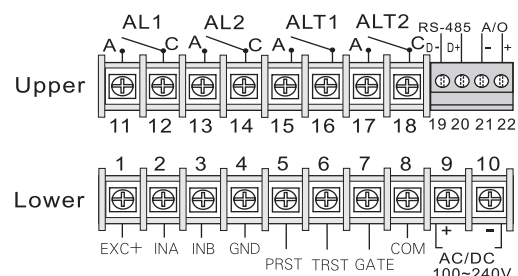 AL1 AL2 ALT1 ALT2 RS-485 A/O
A C A C A A C D- D+ - +
Upper
11 12 13 14 15 16 17 18 19 20 21 22
1 2 3 4 5 6 7 8 9 10
Lower
+ -
EXC+ INA INB GND PRST TRST GATE COM AC/DC
100~240V